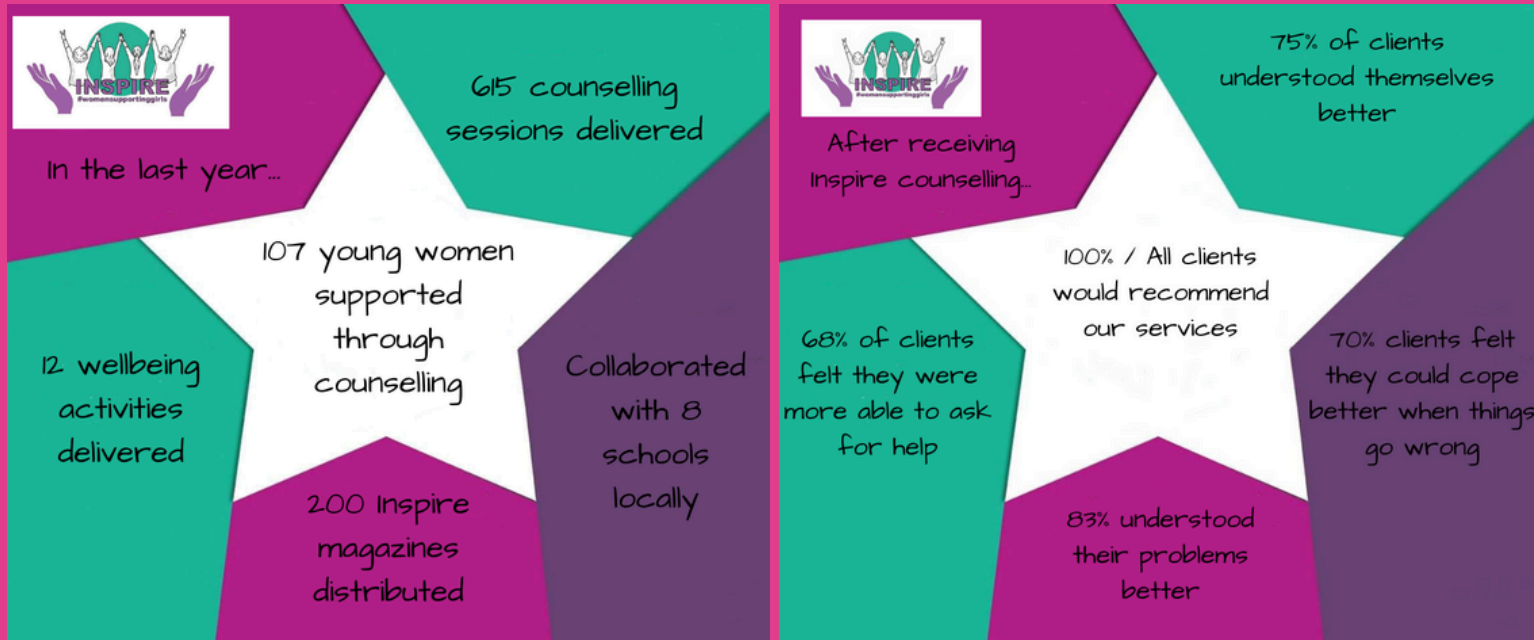 INSPIRE
#womensupportinggirls
In the last year...
615 counselling
sessions delivered
107 young women
supported
through
counselling
12 wellbeing
activities
delivered
Collaborated
with 8
schools
locally
200 Inspire
magazines
distributed
INSPIRE
#womensupportinggirls
After receiving
Inspire counselling...
75% of clients
understood themselves
better
100% / All clients
would recommend
our services
68% of clients
felt they were
more able to ask
for help
70% clients felt
they could cope
better when things
go wrong
83% understood
their problems
better